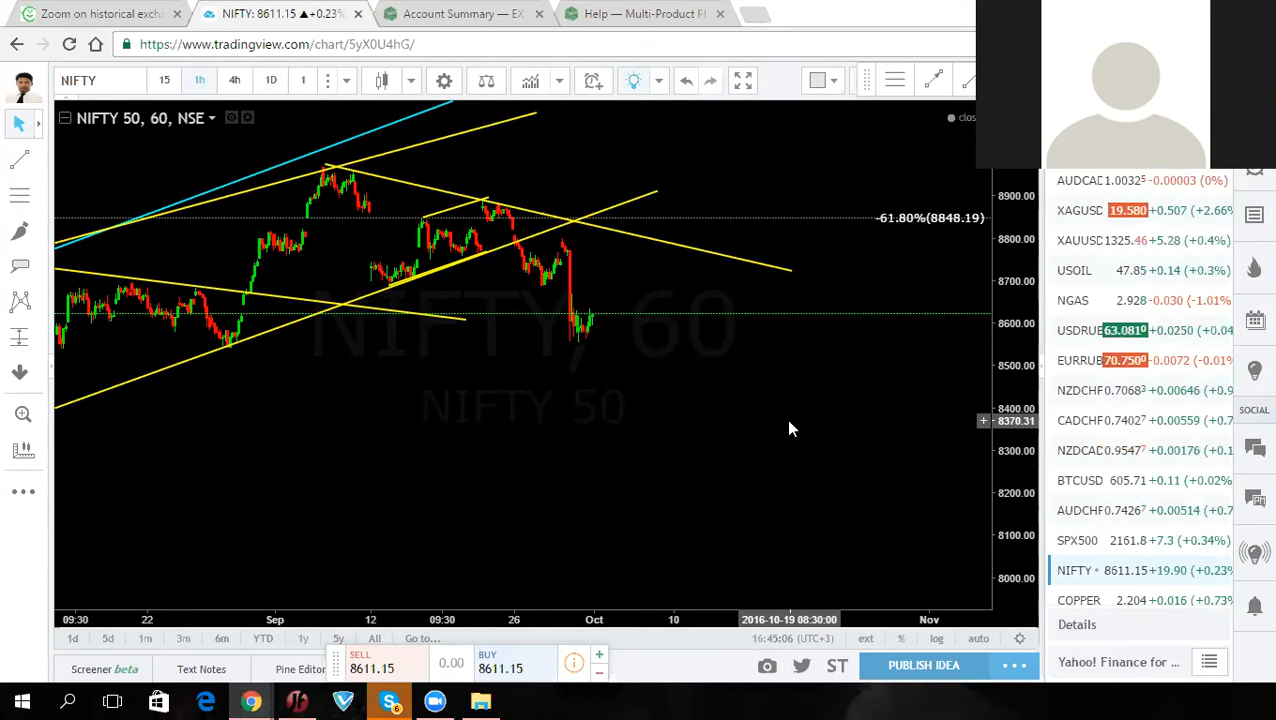 Zoom on historical excha
NIFTY: 8611.15 ▲+0.23%
Account Summary — EX
Help — Multi-Product Pl
https://www.tradingview.com/chart/5yX0U4hG/
NIFTY 15 1h 4h 1D 1
NIFTY 50, 60, NSE
clos
8900.00
-61.80%(8848.19)
8800.00
8700.00
8600.00
8500.00
8400.00
8370.31
8300.00
8200.00
8100.00
8000.00
NIFTY, 60
NIFTY 50
09:30 22 Sep 12 09:30 26 Oct 10 2016-10-19 08:30:00 Nov
1d 5d 1m 3m 6m YTD 1y 5y All Go to... 16:45:06 (UTC+3) ext % log auto
Screener beta Text Notes Pine Editor
SELL
8611.15
0.00
BUY
8611.15
ST
PUBLISH IDEA
AUDCAD 1.0032⁵ -0.00003 (0%)
XAGUSD 19.580 +0.507 (+2.66%
XAUUSD 1325.46 +5.28 (+0.4%)
USOIL 47.85 +0.14 (+0.3%)
NGAS 2.928 -0.030 (-1.01%)
USDRUB 63.081⁰ +0.0250 (+0.04
EURRUB 70.750⁰ -0.0072 (-0.01%
NZDCHF 0.7068³ +0.00646 (+0.9
CADCHF 0.7402⁷ +0.00559 (+0.7
NZDCAD 0.9547⁷ +0.00176 (+0.1
BTCUSD 605.71 +0.11 (+0.02%)
AUDCHF 0.7426⁷ +0.00514 (+0.7
SPX500 2161.8 +7.3 (+0.34%)
NIFTY 8611.15 +19.90 (+0.23%
COPPER 2.204 +0.016 (+0.73%
Details
Yahoo! Finance for ...
SOCIAL
6